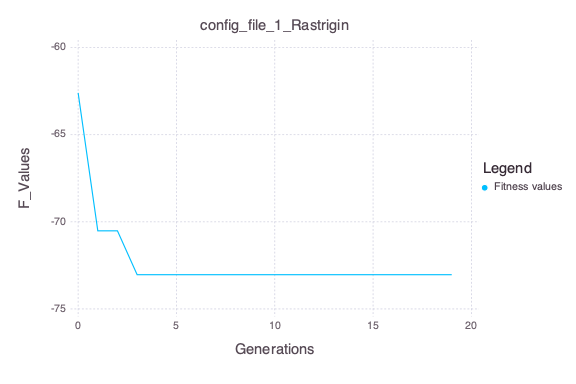 config_file_1_Rastrigin
-60
-65
-70
-75
F_Values
0
5
10
15
20
Generations
Legend
Fitness values